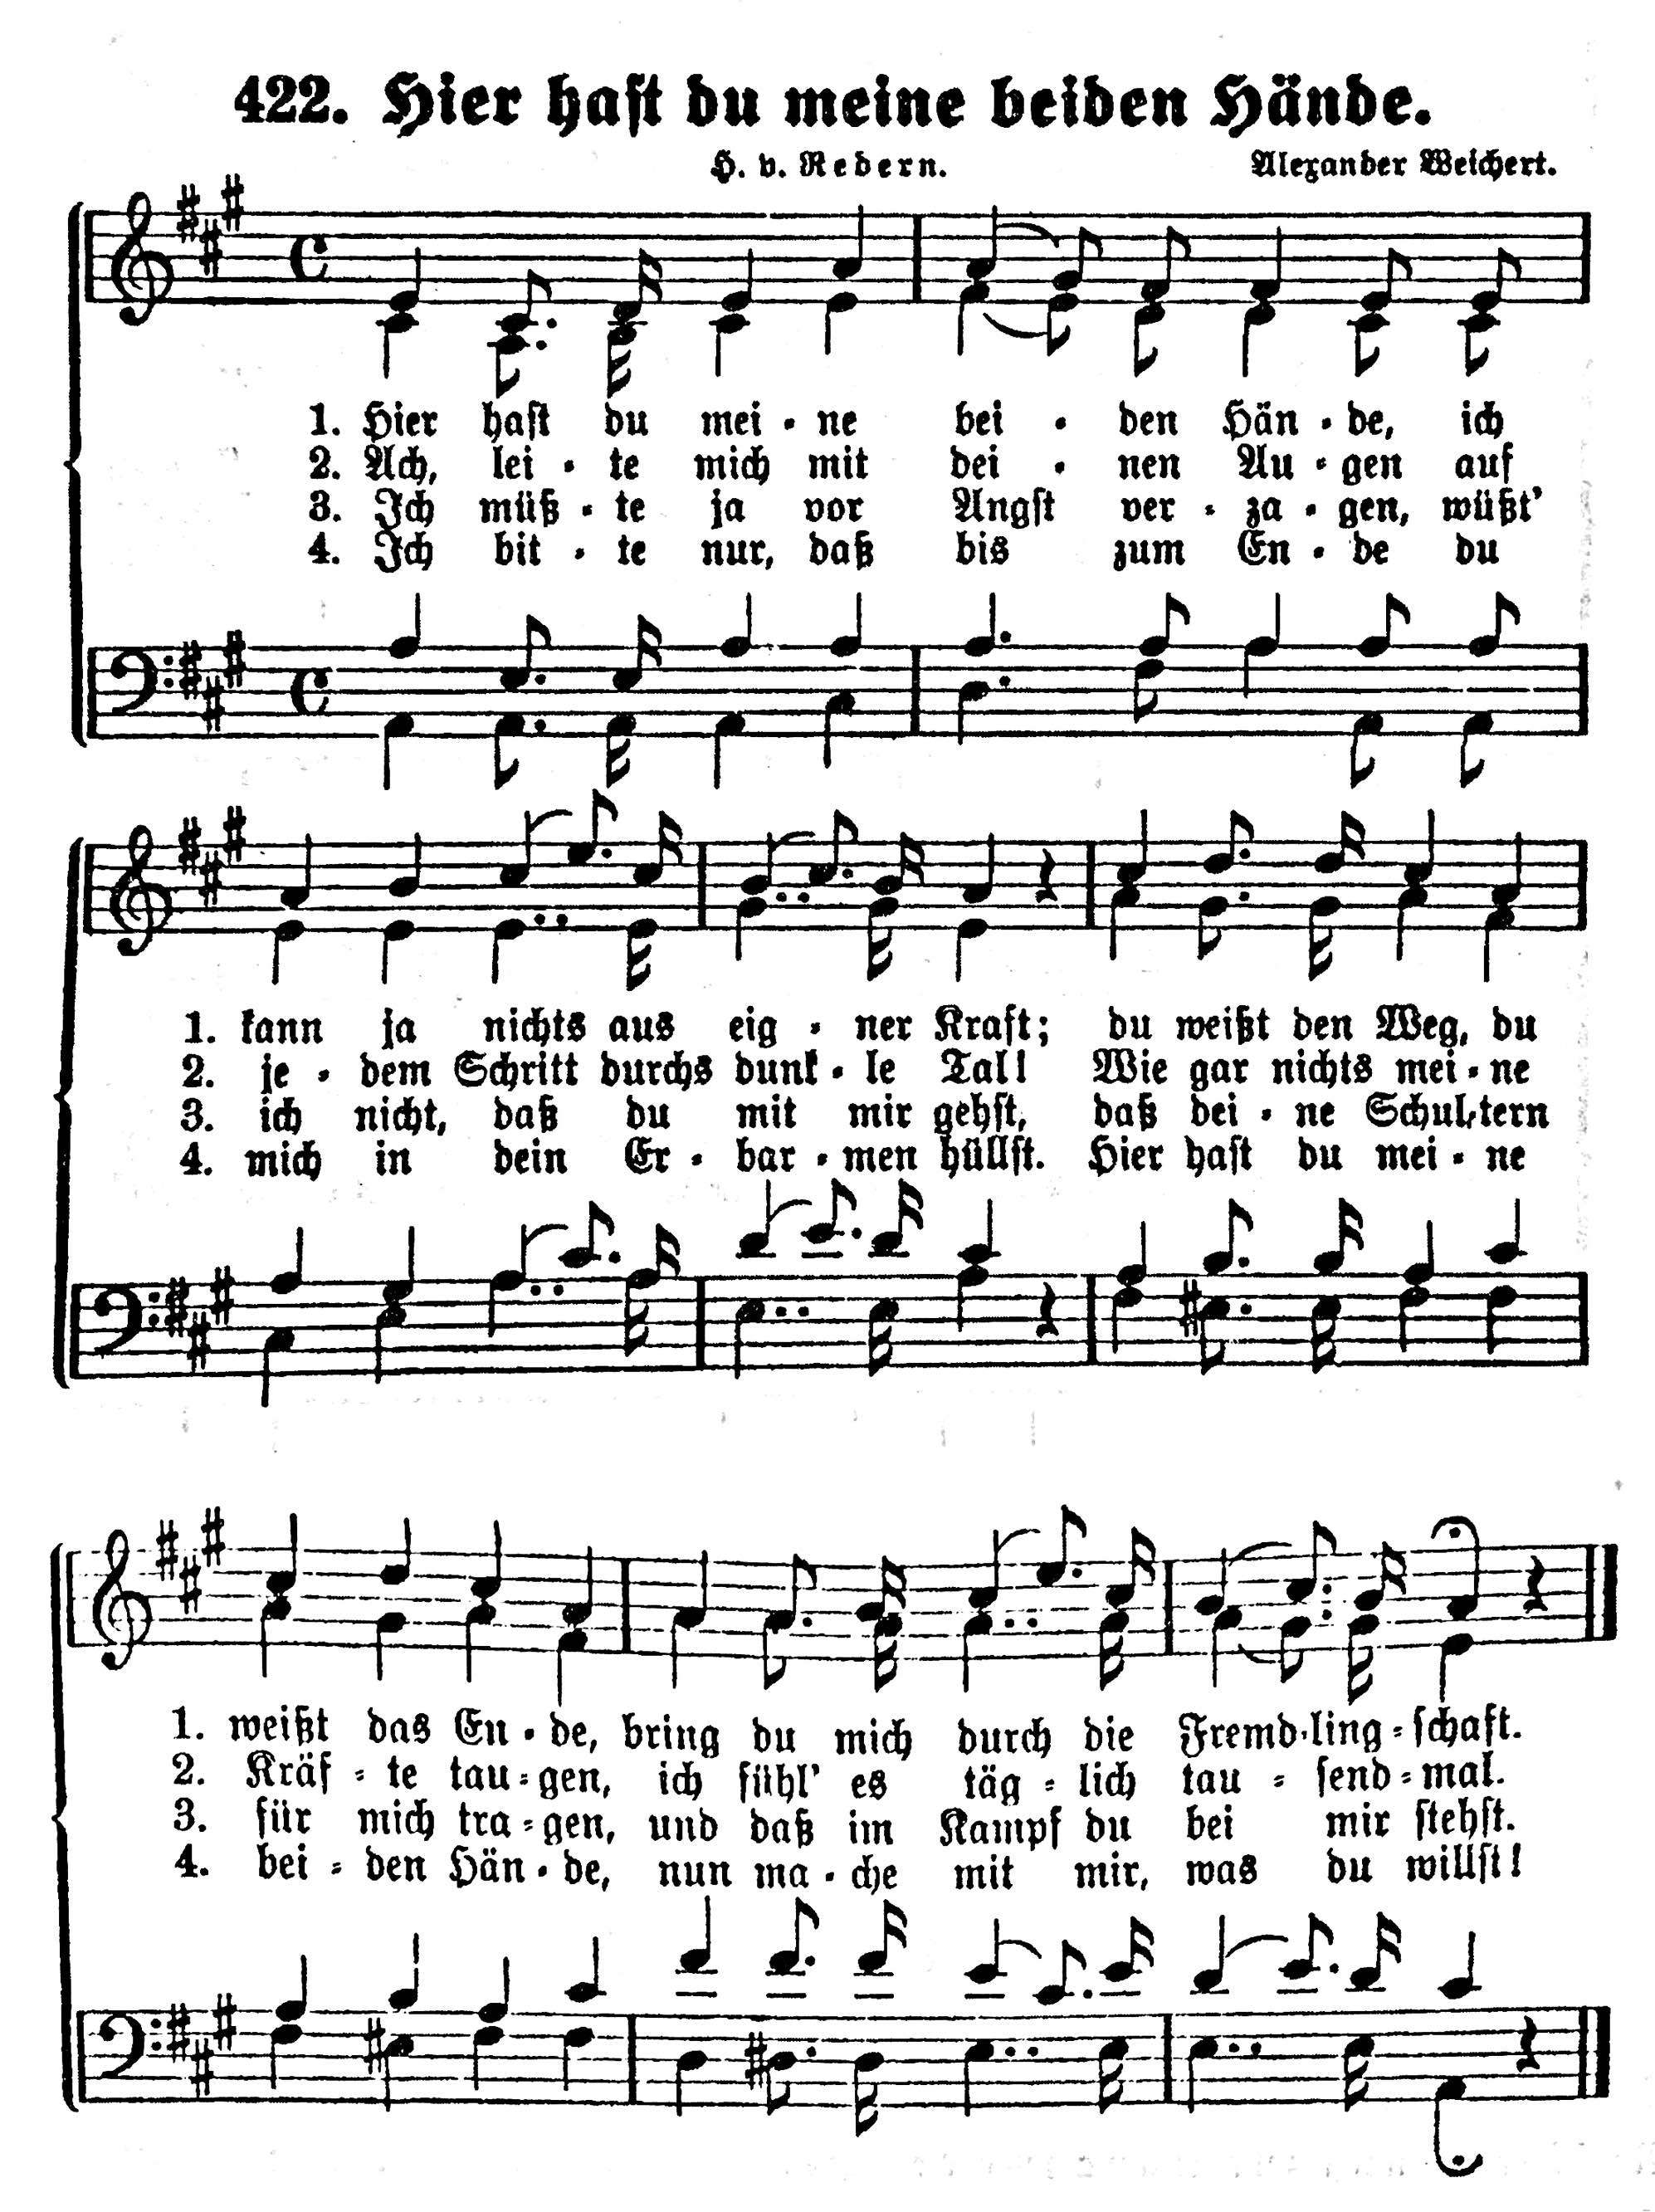 422. Hier hast du meine beiden Hände.
H. v. Redern. Alexander Weichert.
1. Hier hast du mei-ne bei - den Hän-de, ich
2. Ach, lei-te mich mit dei - nen Au-gen auf
3. Ich müß-te ja vor Angst ver-za-gen, wüßt'
4. Ich bit-te nur, daß bis zum En-de du
1. kann ja nichts aus eig-ner Kraft; du weißt den Weg, du
2. je-dem Schritt durchs dunk-le Tal! Wie gar nichts mei-ne
3. ich nicht, daß du mit mir gehst, daß dei-ne Schul-tern
4. mich in dein Er-bar-men hüllst. Hier hast du mei-ne
1. weißt das En-de, bring du mich durch die Fremd-ling-schaft.
2. Kräf-te tau-gen, ich fühl' es täg-lich tau-send-mal.
3. für mich tra-gen, und daß im Kampf du bei mir stehst.
4. bei-den Hän-de, nun ma-che mit mir, was du willst!